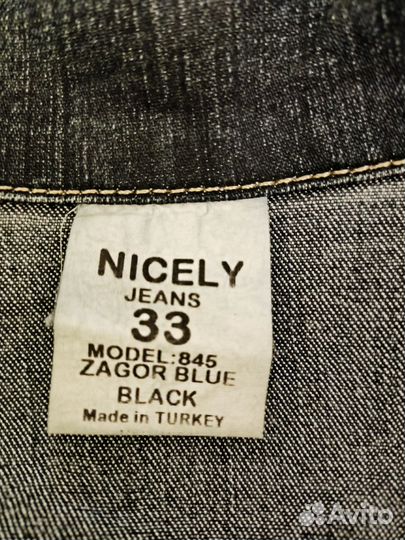 NICELY
JEANS
33
MODEL:845
ZAGOR BLUE
BLACK
Made in TURKEY
Avito